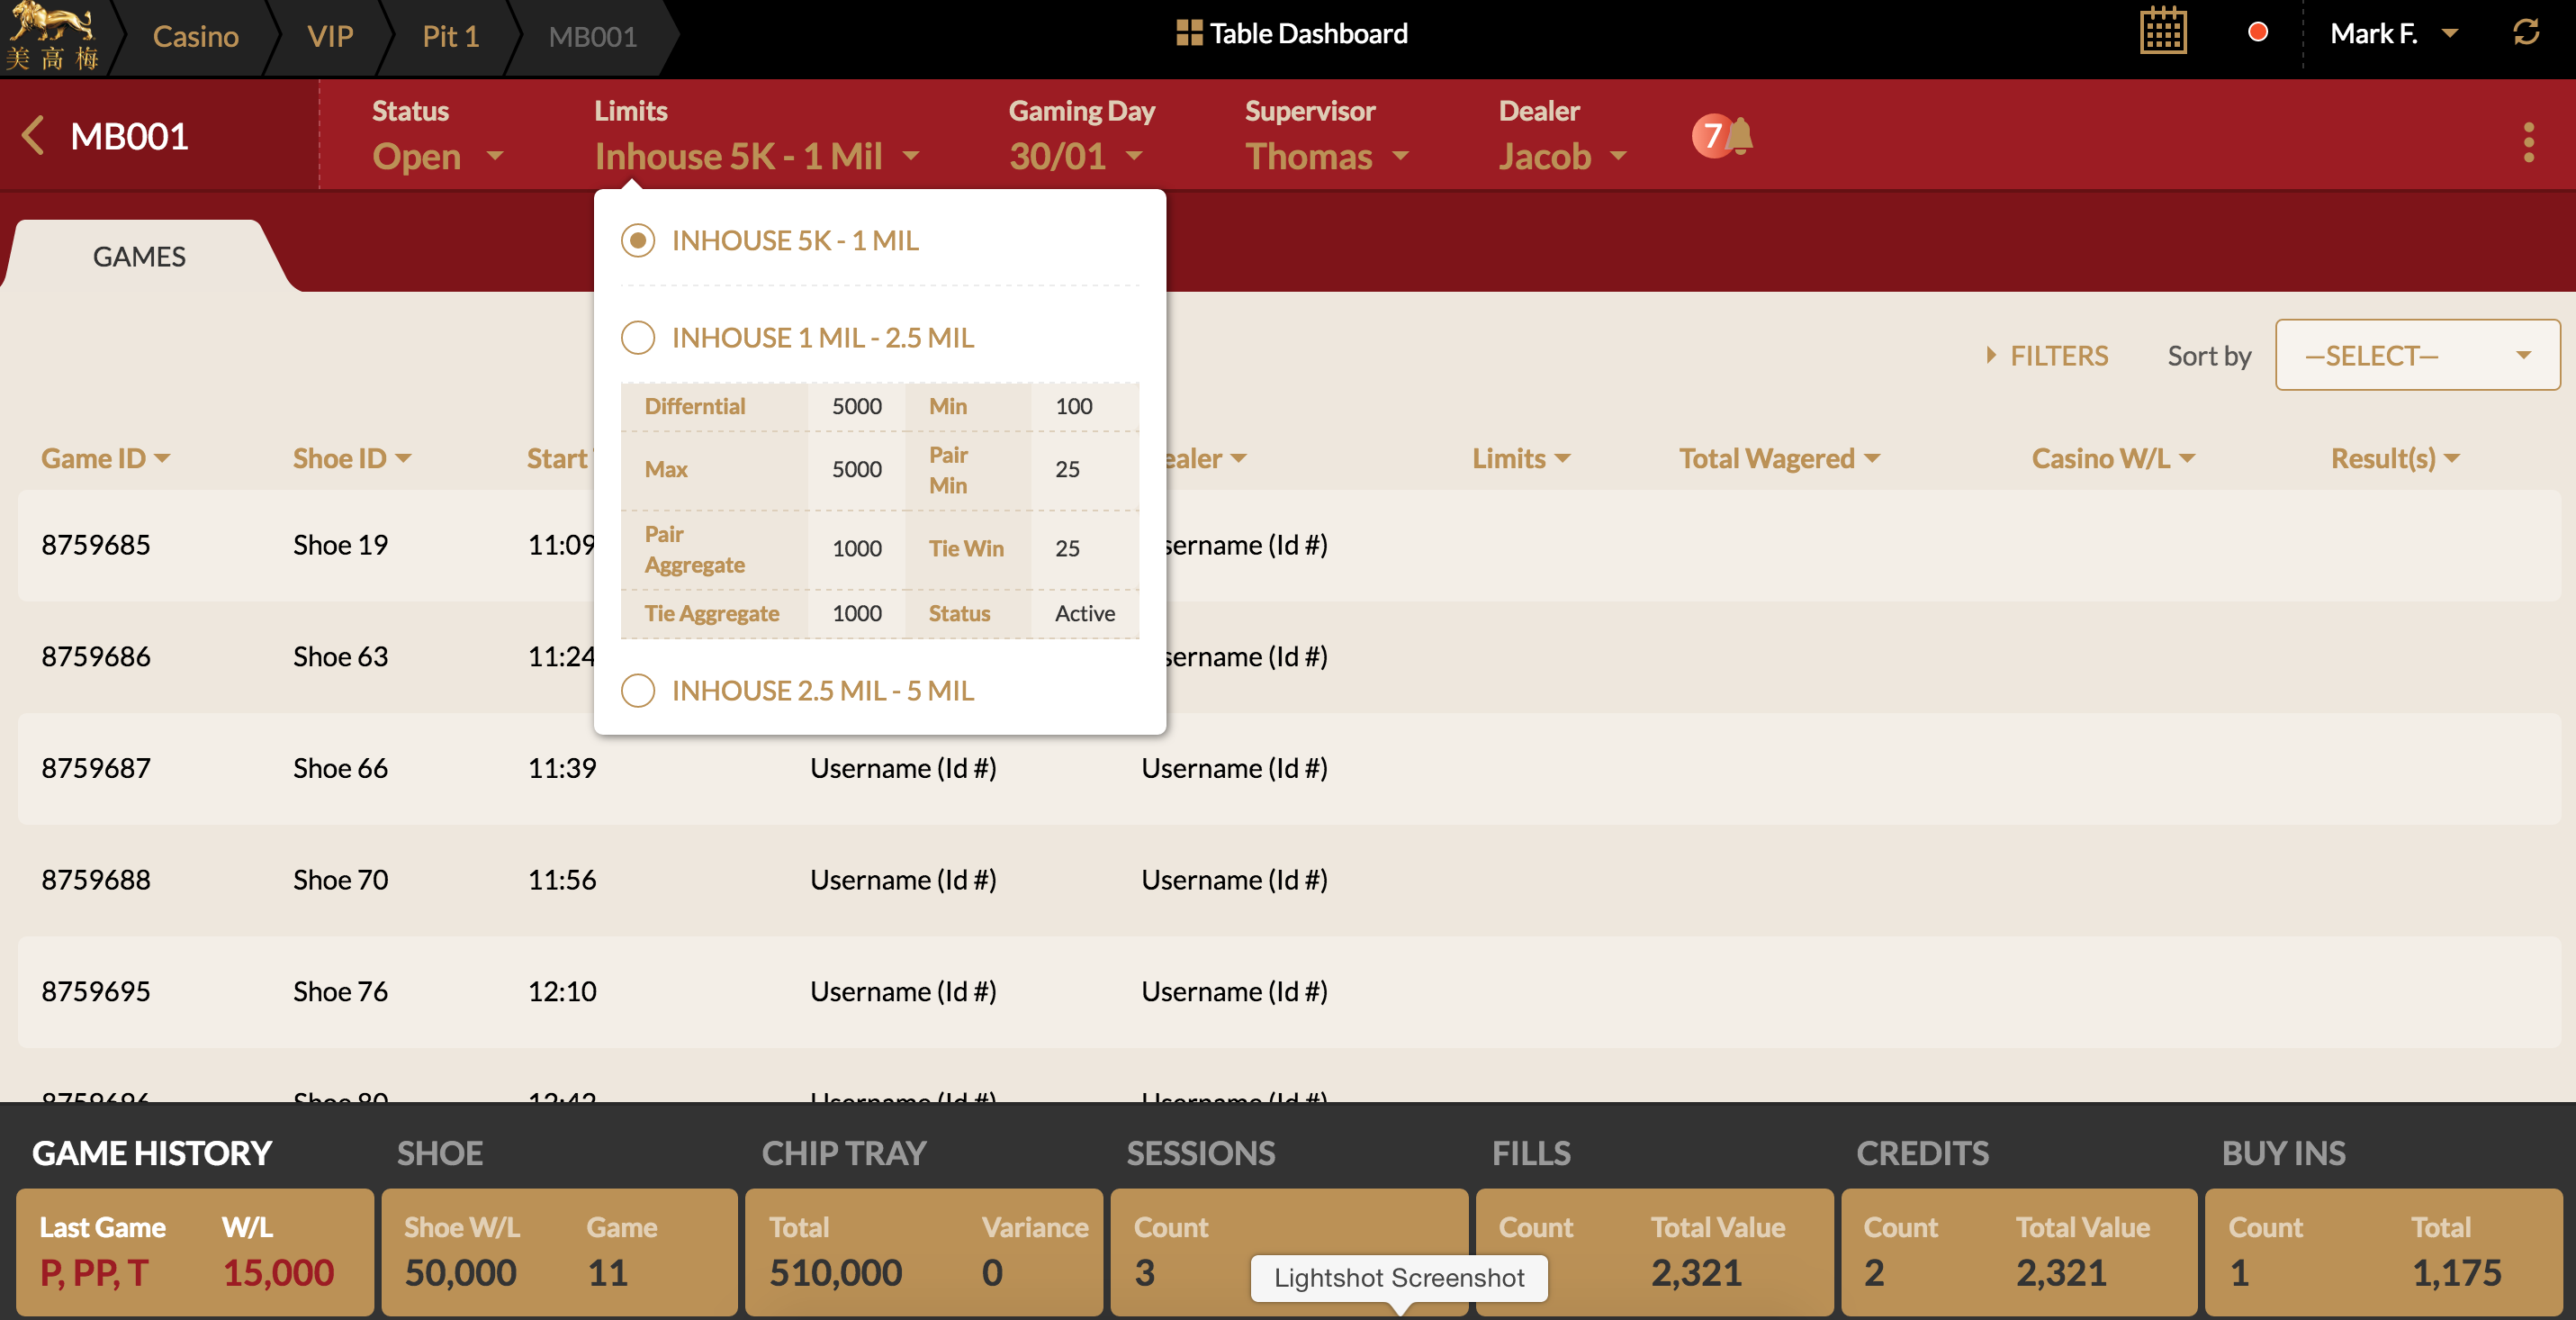 美高梅
Casino VIP Pit 1 MB001 Table Dashboard Mark F.
MB001
Status Limits Gaming Day Supervisor Dealer
Open Inhouse 5K - 1 Mil 30/01 Thomas Jacob 7
INHOUSE 5K - 1 MIL
GAMES
INHOUSE 1 MIL - 2.5 MIL
FILTERS Sort by —SELECT—
Differntial 5000 Min 100
Max 5000 Pair Min 25
Pair Aggregate 1000 Tie Win 25
Tie Aggregate 1000 Status Active
INHOUSE 2.5 MIL - 5 MIL
Game ID Shoe ID Start ealer Limits Total Wagered Casino W/L Result(s)
8759685 Shoe 19 11:09 sername (Id #)
8759686 Shoe 63 11:24 sername (Id #)
8759687 Shoe 66 11:39 Username (Id #) Username (Id #)
8759688 Shoe 70 11:56 Username (Id #) Username (Id #)
8759695 Shoe 76 12:10 Username (Id #) Username (Id #)
8759696 Shoe 80 Username (Id #) Username (Id #)
GAME HISTORY SHOE CHIP TRAY SESSIONS FILLS CREDITS BUY INS
Last Game W/L Shoe W/L Game Total Variance Count Count Total Value Count Total Value Count Total
P, PP, T 15,000 50,000 11 510,000 0 3 2,321 2 2,321 1 1,175
Lightshot Screenshot